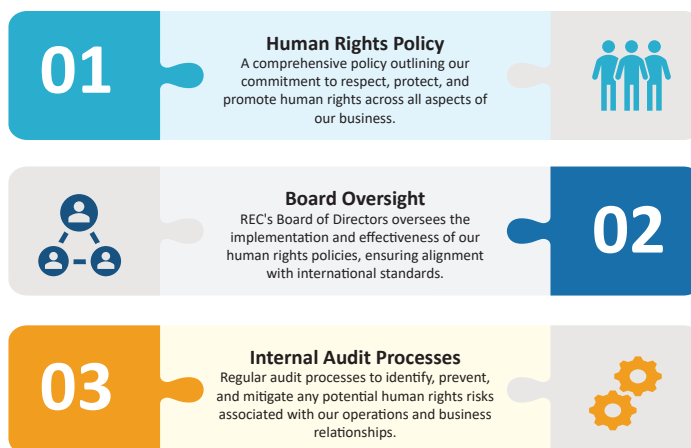 01
Human Rights Policy
A comprehensive policy outlining our
commitment to respect, protect, and
promote human rights across all aspects of
our business.
Board Oversight
REC's Board of Directors oversees the
implementation and effectiveness of our
human rights policies, ensuring alignment
with international standards.
02
03
Internal Audit Processes
Regular audit processes to identify, prevent,
and mitigate any potential human rights risks
associated with our operations and business
relationships.